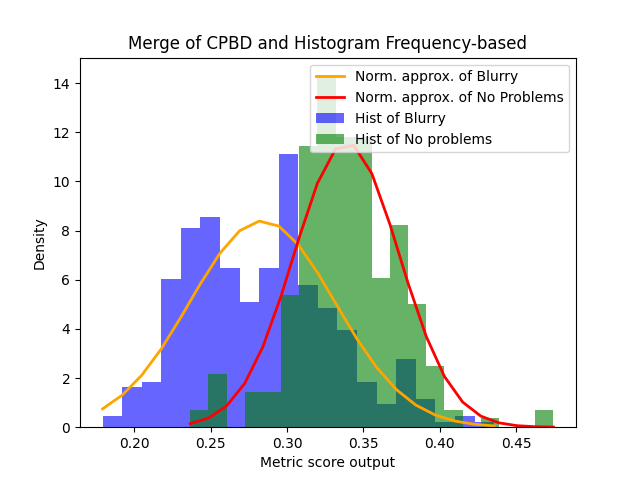 Merge of CPBD and Histogram Frequency-based
Norm. approx. of Blurry
Norm. approx. of No Problems
Hist of Blurry
Hist of No problems
Density
14
12
10
8
6
4
2
0
0.20 0.25 0.30 0.35 0.40 0.45
Metric score output